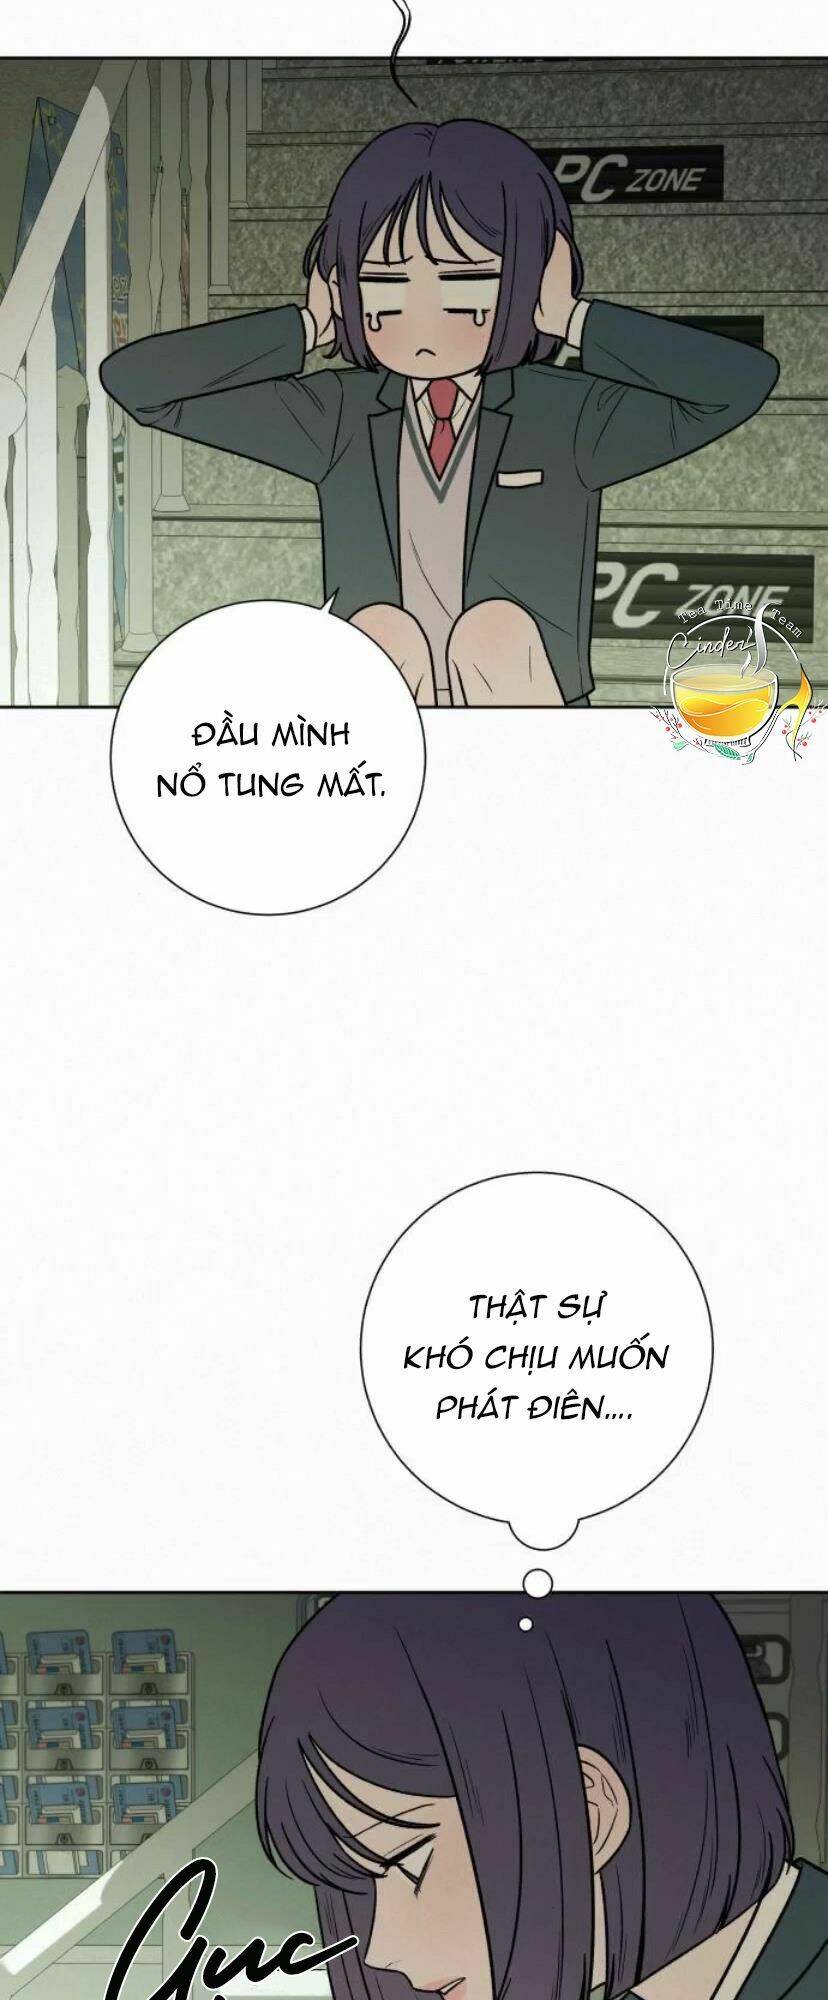 PC ZONE
PC ZONE
Tea Time Team
Cinder
ĐẦU MÌNH
NỔ TUNG MẤT.
THẬT SỰ
KHÓ CHỊU MUỐN
PHÁT ĐIÊN....
Gục